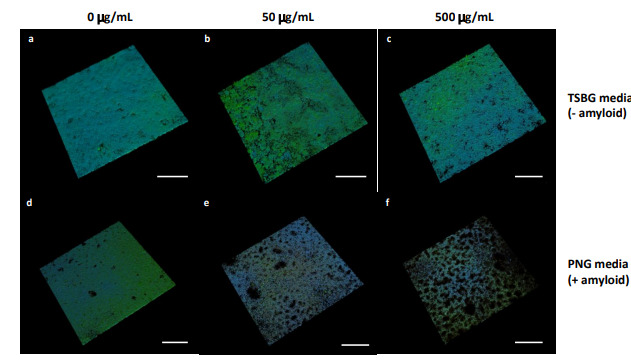 0 µg/mL 50 µg/mL 500 µg/mL
a b c
TSBG media
(- amyloid)
d e f
PNG media
(+ amyloid)